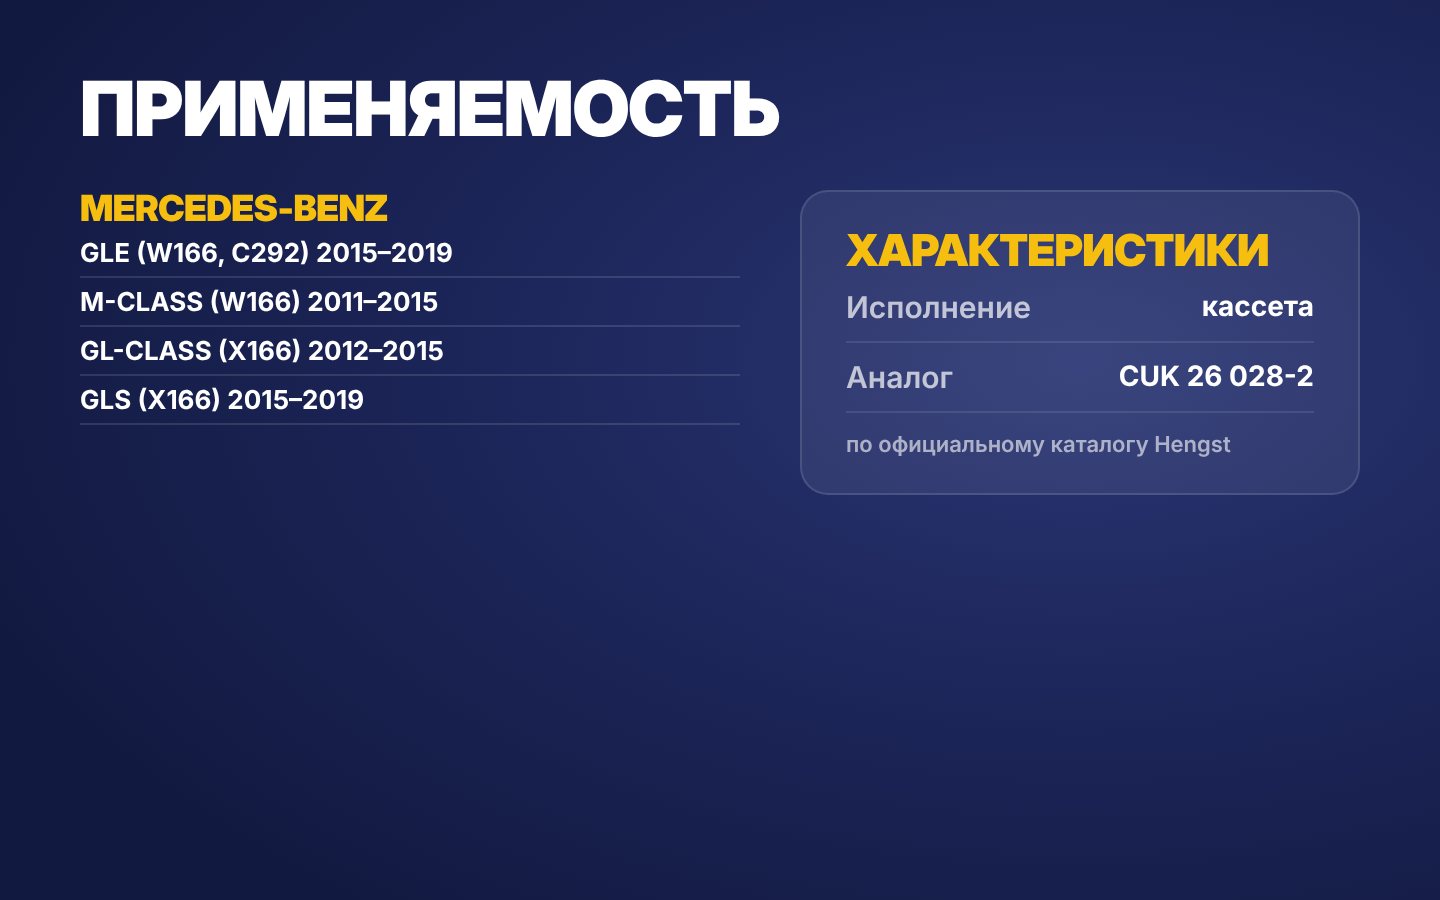 ПРИМЕНЯЕМОСТЬ
MERCEDES-BENZ
GLE (W166, C292) 2015–2019
M-CLASS (W166) 2011–2015
GL-CLASS (X166) 2012–2015
GLS (X166) 2015–2019
ХАРАКТЕРИСТИКИ
Исполнение кассета
Аналог CUK 26 028-2
по официальному каталогу Hengst